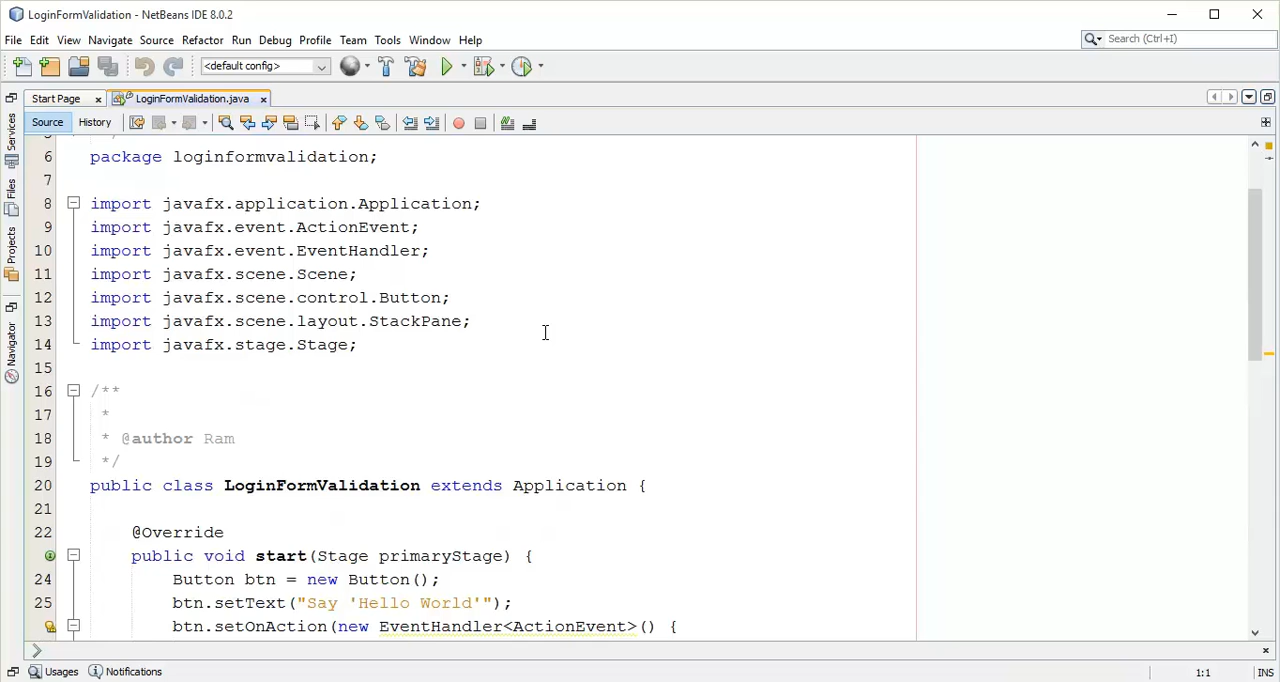 LoginFormValidation - NetBeans IDE 8.0.2
File Edit View Navigate Source Refactor Run Debug Profile Team Tools Window Help
Search (Ctrl+I)
<default config>
Start Page
LoginFormValidation.java
Source History
Services
Files
Projects
Navigator
6 package loginformvalidation;
7
8 import javafx.application.Application;
9 import javafx.event.ActionEvent;
10 import javafx.event.EventHandler;
11 import javafx.scene.Scene;
12 import javafx.scene.control.Button;
13 import javafx.scene.layout.StackPane;
14 import javafx.stage.Stage;
15
16 /**
17 *
18 * @author Ram
19 */
20 public class LoginFormValidation extends Application {
21
22 @Override
public void start(Stage primaryStage) {
24 Button btn = new Button();
25 btn.setText("Say 'Hello World'");
btn.setOnAction(new EventHandler<ActionEvent>() {
Usages Notifications
1:1 INS